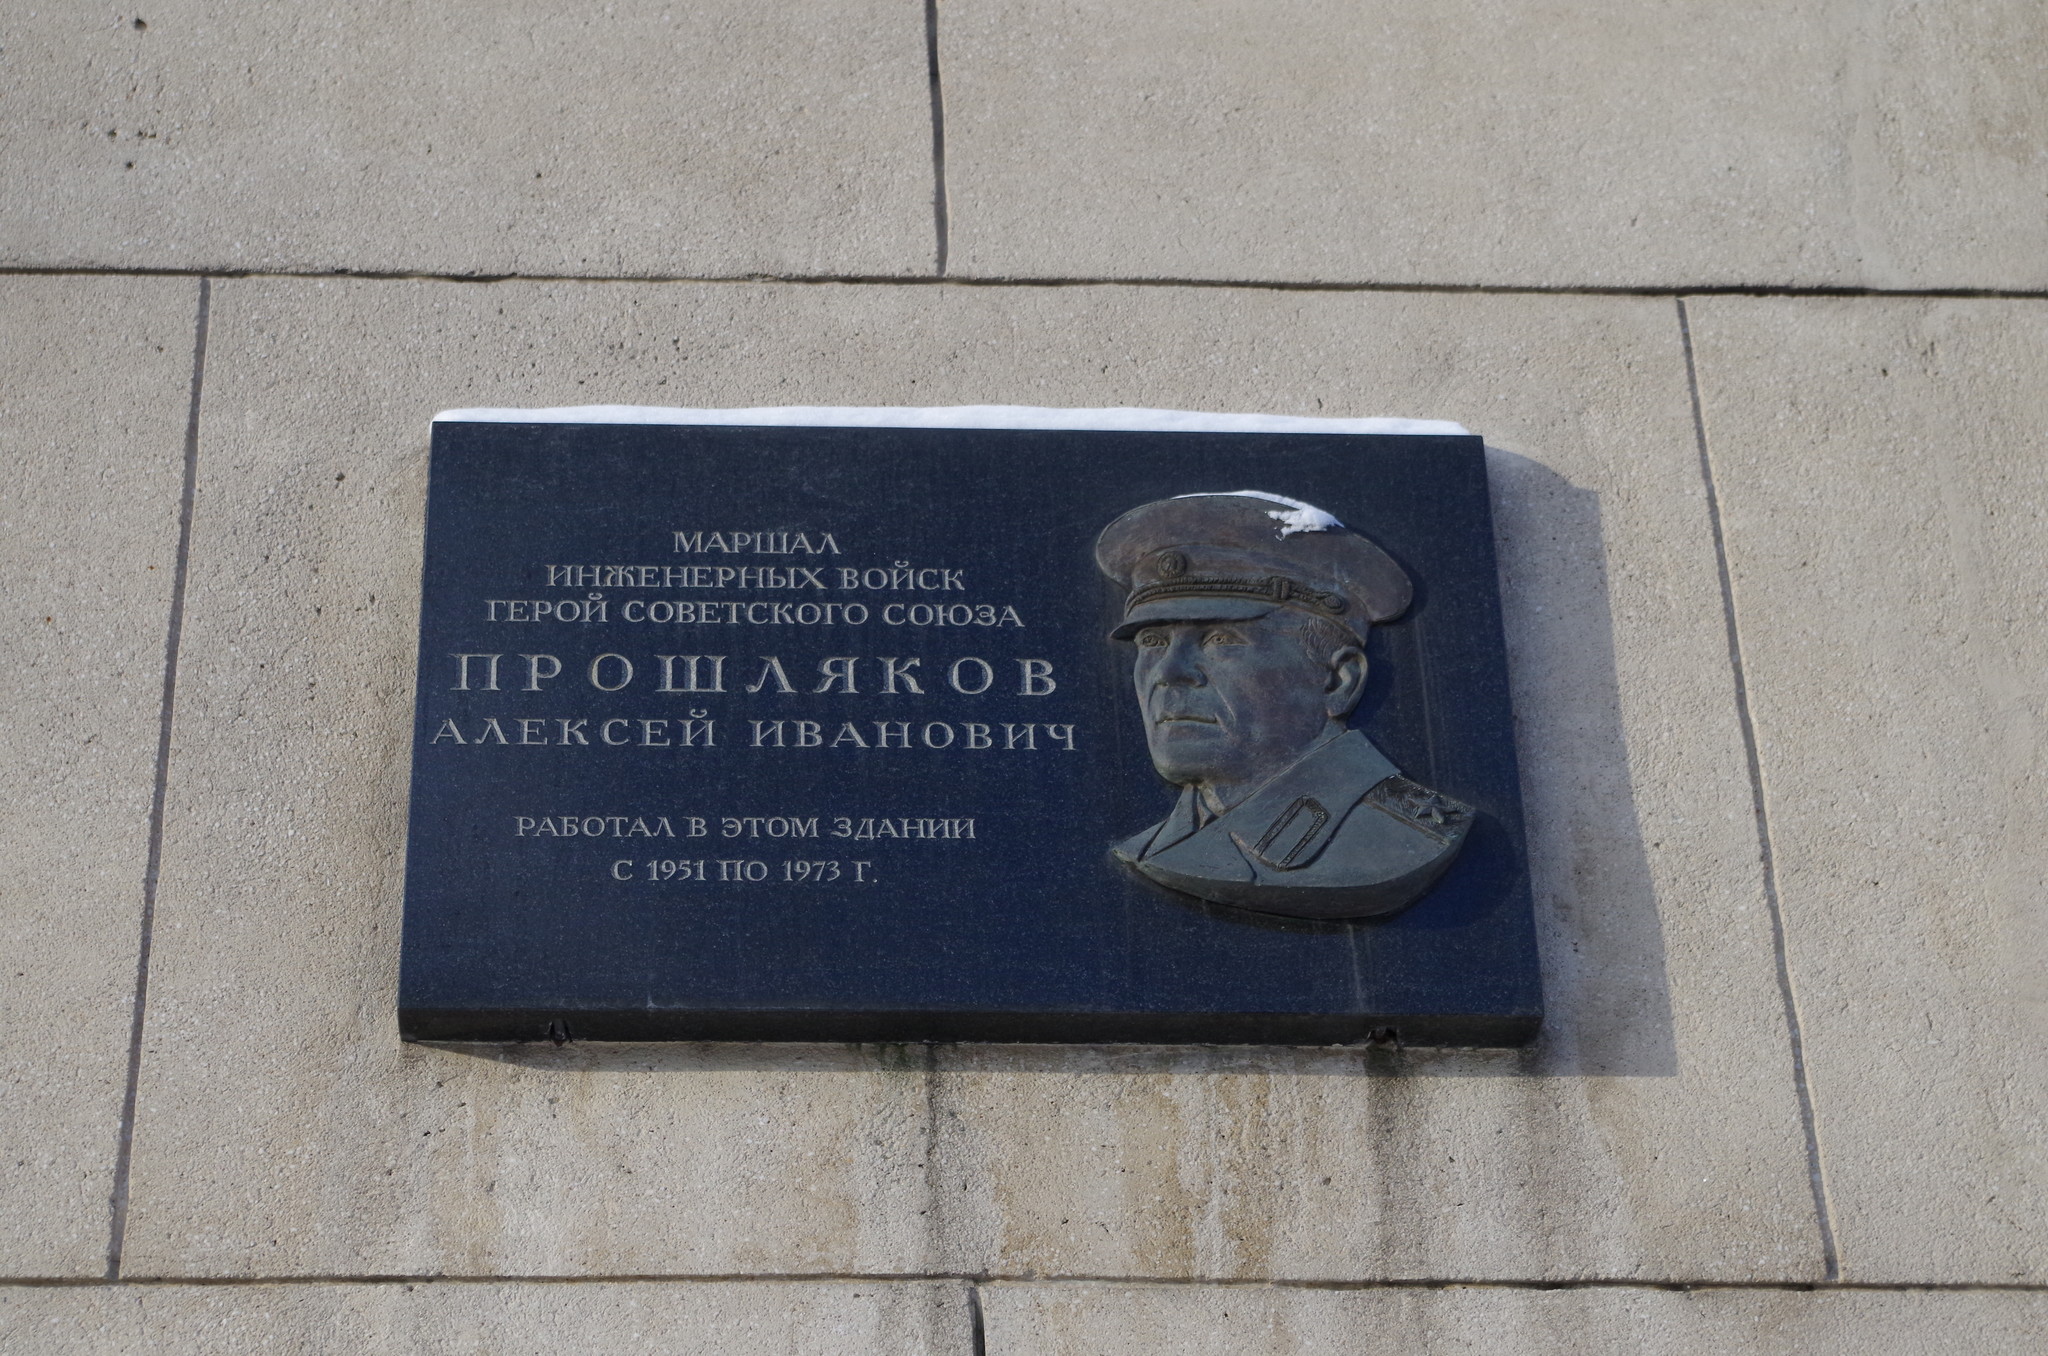 МАРШАЛ
ИНЖЕНЕРНЫХ ВОЙСК
ГЕРОЙ СОВЕТСКОГО СОЮЗА
ПРОШЛЯКОВ
АЛЕКСЕЙ ИВАНОВИЧ
РАБОТАЛ В ЭТОМ ЗДАНИИ
С 1951 ПО 1973 Г.